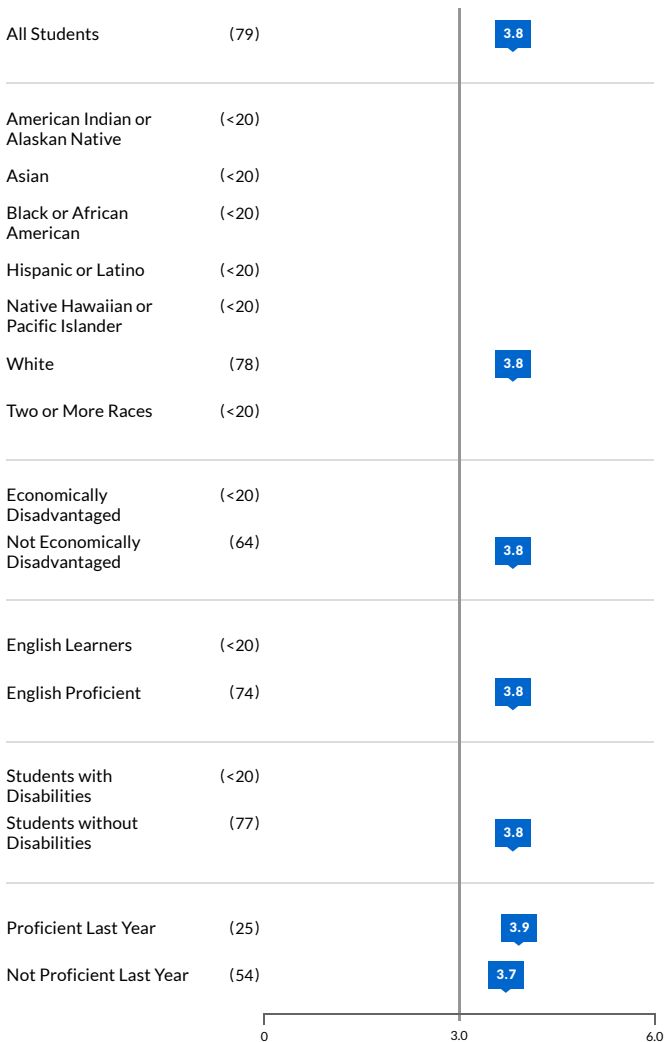 All Students (79) 3.8
American Indian or (<20)
Alaskan Native
Asian (<20)
Black or African (<20)
American
Hispanic or Latino (<20)
Native Hawaiian or (<20)
Pacific Islander
White (78) 3.8
Two or More Races (<20)
Economically (<20)
Disadvantaged
Not Economically (64) 3.8
Disadvantaged
English Learners (<20)
English Proficient (74) 3.8
Students with (<20)
Disabilities
Students without (77) 3.8
Disabilities
Proficient Last Year (25) 3.9
Not Proficient Last Year (54) 3.7
0 3.0 6.0